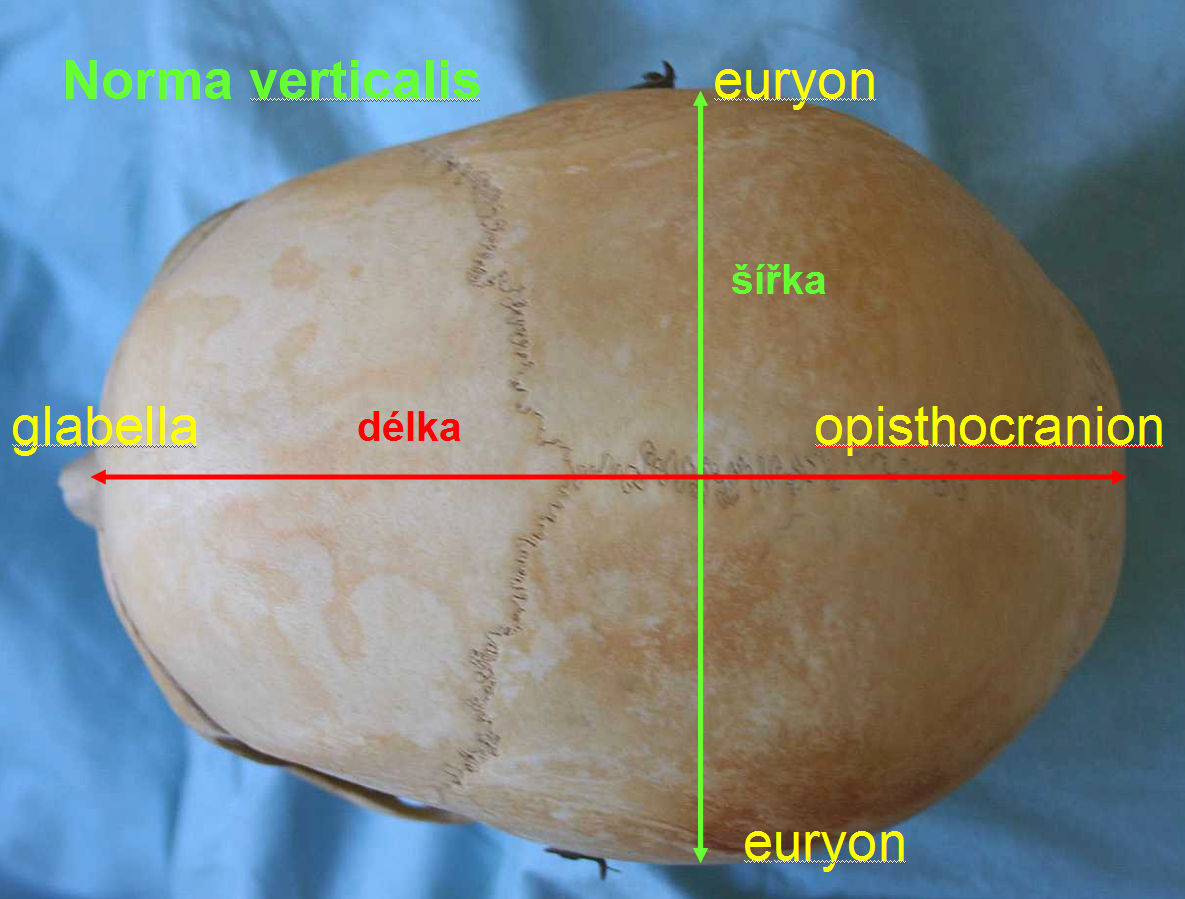 Norma verticalis
euryon
šířka
glabella
délka
opisthocranion
euryon